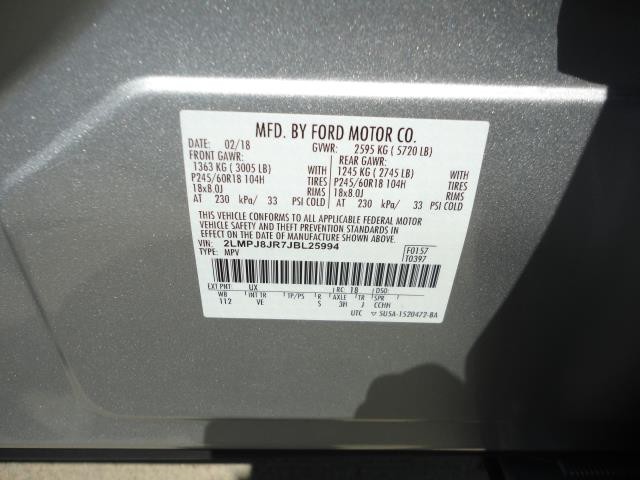 MFD. BY FORD MOTOR CO.
DATE: 02/18 GVWR: 2595 KG ( 5720 LB)
FRONT GAWR: REAR GAWR:
1363 KG ( 3005 LB) WITH 1245 KG ( 2745 LB) WITH
P245/60R18 104H TIRES P245/60R18 104H TIRES
18x8.0J RIMS 18x8.0J RIMS
AT 230 kPa/ 33 PSI COLD AT 230 kPa/ 33 PSI COLD
THIS VEHICLE CONFORMS TO ALL APPLICABLE FEDERAL MOTOR
VEHICLE SAFETY AND THEFT PREVENTION STANDARDS IN
EFFECT ON THE DATE OF MANUFACTURE SHOWN ABOVE.
VIN: 2LMPJ8JR7JBL25994 F0157
TYPE: MPV T0397
EXT PNT: UX RC: 18 DSO:
WB INT TR TP/PS R AXLE TR SPR
112 VE S 3H J CCHH
UTC ▽ SU5A-1520472-BA